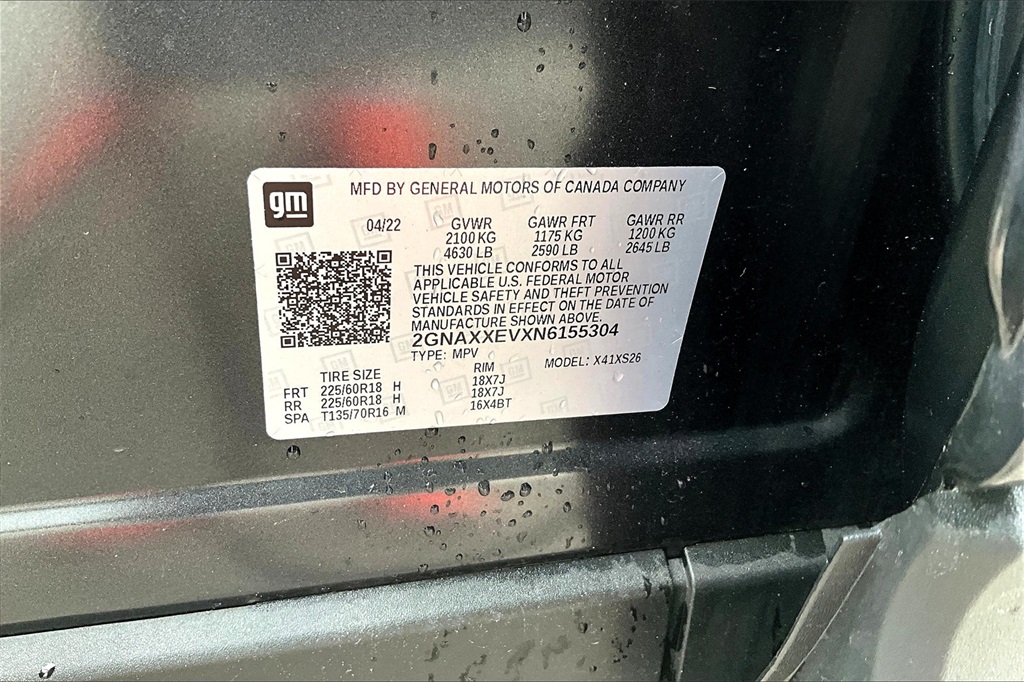 gm MFD BY GENERAL MOTORS OF CANADA COMPANY
04/22 GVWR GAWR FRT GAWR RR
2100 KG 1175 KG 1200 KG
4630 LB 2590 LB 2645 LB
THIS VEHICLE CONFORMS TO ALL
APPLICABLE U.S. FEDERAL MOTOR
VEHICLE SAFETY AND THEFT PREVENTION
STANDARDS IN EFFECT ON THE DATE OF
MANUFACTURE SHOWN ABOVE.
2GNAXXEVXN6155304
TYPE: MPV MODEL: X41XS26
TIRE SIZE RIM
FRT 225/60R18 H 18X7J
RR 225/60R18 H 18X7J
SPA T135/70R16 M 16X4BT